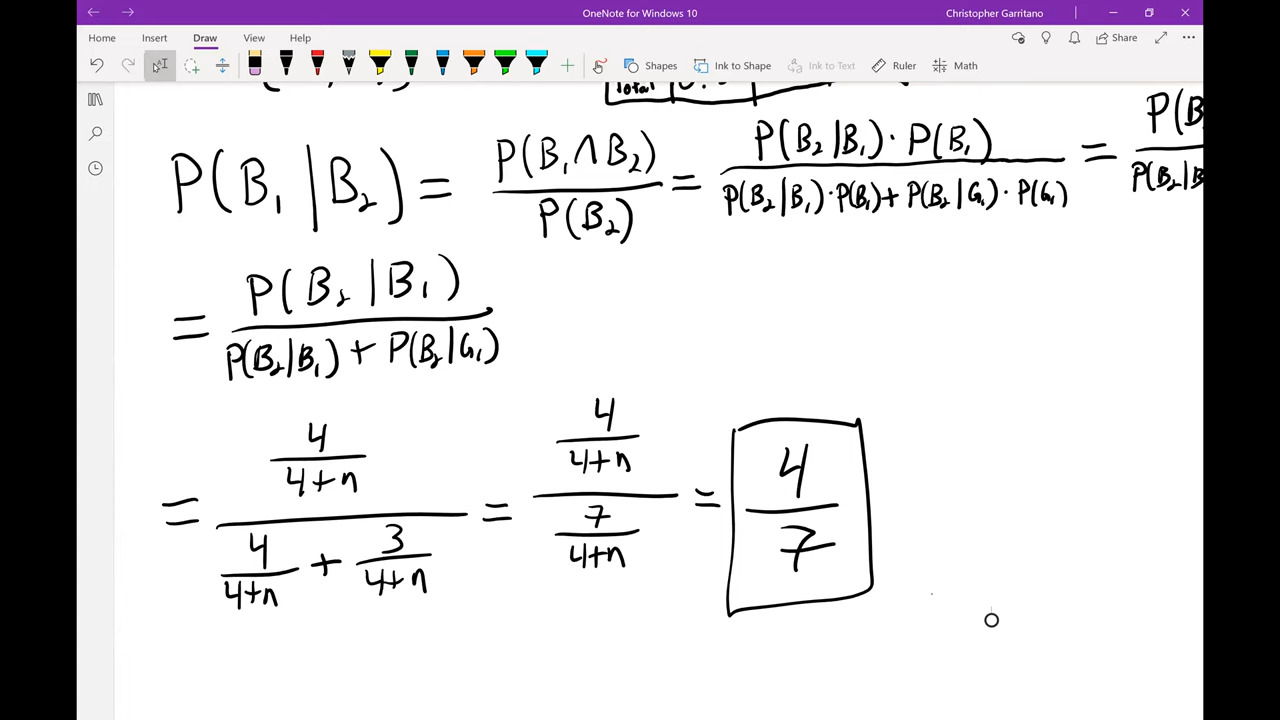 OneNote for Windows 10
Christopher Garritano
Home Insert Draw View Help
Share
Shapes Ink to Shape Ink to Text Ruler Math
Total
P(B₁|B₂) = P(B₁∧B₂) / P(B₂) = P(B₂|B₁)·P(B₁) / P(B₂|B₁)·P(B₁)+P(B₂|G₁)·P(G₁) =
= P(B₂|B₁) / P(B₂|B₁) + P(B₂|G₁)
= 4/(4+n) / 4/(4+n) + 3/(4+n) = 4/(4+n) / 7/(4+n) = 4/7